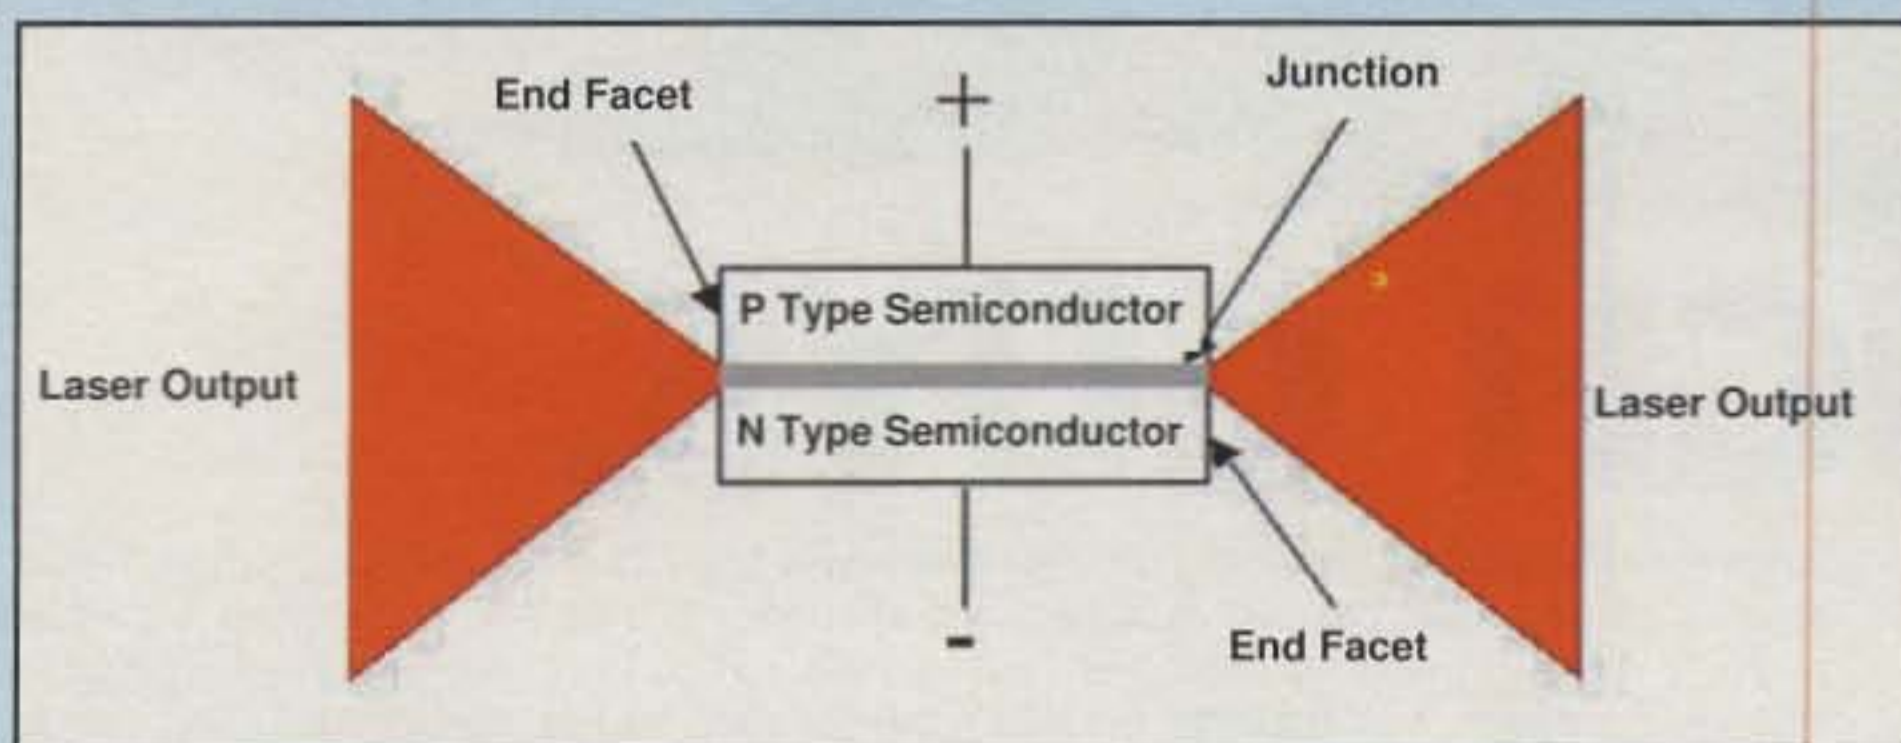 End Facet
+
Junction
P Type Semiconductor
Laser Output
Laser Output
N Type Semiconductor
-
End Facet